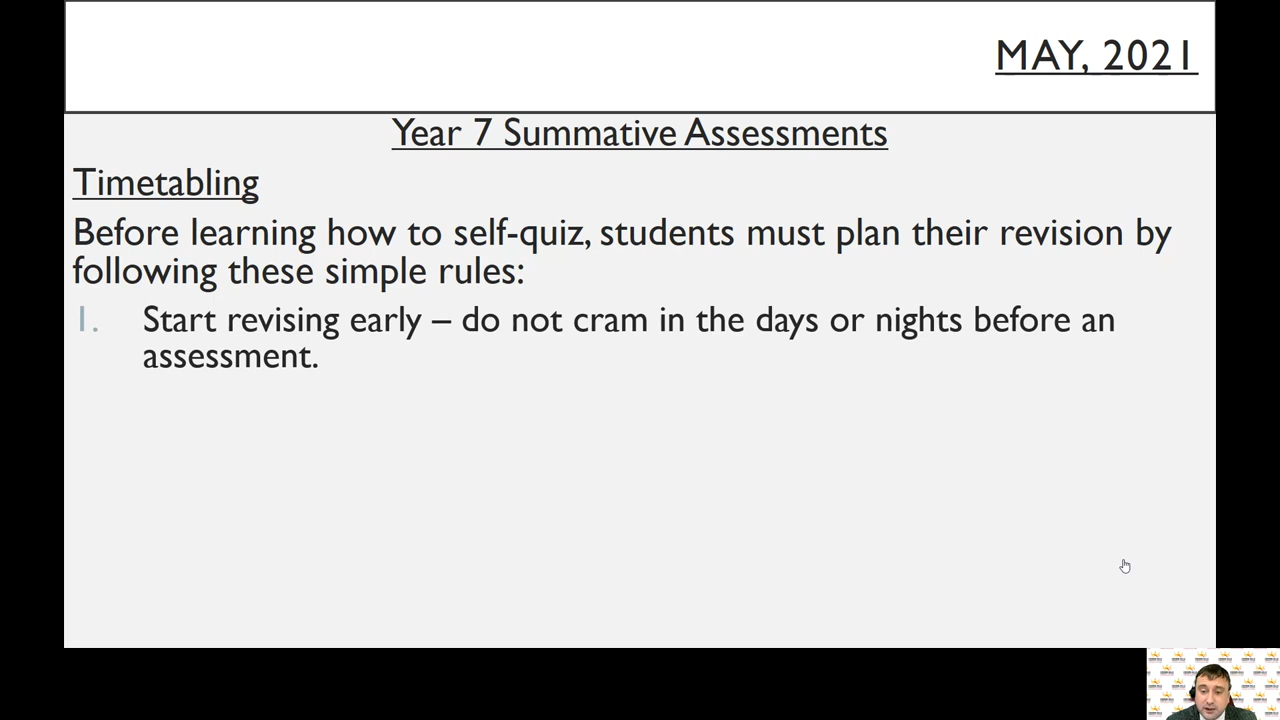 MAY, 2021
Year 7 Summative Assessments
Timetabling
Before learning how to self-quiz, students must plan their revision by
following these simple rules:
1. Start revising early – do not cram in the days or nights before an
assessment.